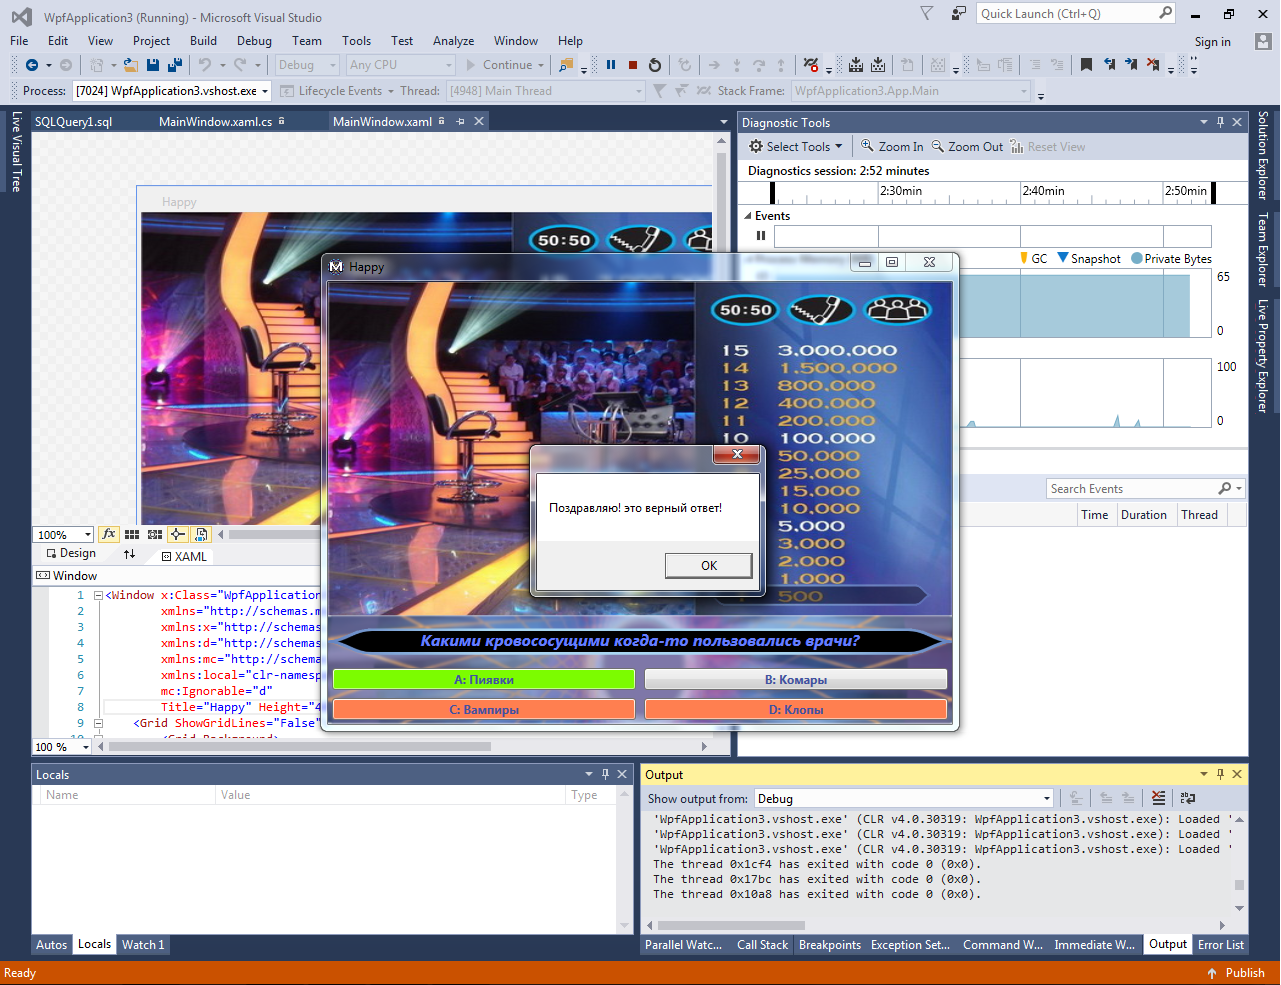 WpfApplication3 (Running) - Microsoft Visual Studio
Quick Launch (Ctrl+Q)
File Edit View Project Build Debug Team Tools Test Analyze Window Help
Sign in
Debug Any CPU Continue
Process: [7024] WpfApplication3.vshost.exe Lifecycle Events Thread: [4948] Main Thread Stack Frame: WpfApplication3.App.Main
Live Visual Tree
SQLQuery1.sql MainWindow.xaml.cs MainWindow.xaml
Happy
50:50
Diagnostic Tools
Select Tools Zoom In Zoom Out Reset View
Diagnostics session: 2:52 minutes
2:30min 2:40min 2:50min
Events
GC Snapshot Private Bytes
65
0
100
0
Search Events
Time Duration Thread
Solution Explorer
Team Explorer
Live Property Explorer
Happy
50:50
15 3,000,000
14 1,500,000
13 800,000
12 400,000
11 200,000
10 100,000
50,000
25,000
15,000
10,000
5,000
3,000
2,000
1,000
500
Поздравляю! это верный ответ!
OK
Какими кровососущими когда-то пользовались врачи?
A: Пиявки
B: Комары
C: Вампиры
D: Клопы
100%
Design XAML
Window
1 <Window x:Class="WpfApplication
2 xmlns="http://schemas.m
3 xmlns:x="http://schemas
4 xmlns:d="http://schemas
5 xmlns:mc="http://schema
6 xmlns:local="clr-namesp
7 mc:Ignorable="d"
8 Title="Happy" Height="4
9 <Grid ShowGridLines="False"
100 %
Locals
Name Value Type
Autos Locals Watch 1
Output
Show output from: Debug
'WpfApplication3.vshost.exe' (CLR v4.0.30319: WpfApplication3.vshost.exe): Loaded '
'WpfApplication3.vshost.exe' (CLR v4.0.30319: WpfApplication3.vshost.exe): Loaded '
'WpfApplication3.vshost.exe' (CLR v4.0.30319: WpfApplication3.vshost.exe): Loaded '
The thread 0x1cf4 has exited with code 0 (0x0).
The thread 0x17bc has exited with code 0 (0x0).
The thread 0x10a8 has exited with code 0 (0x0).
Parallel Watc... Call Stack Breakpoints Exception Set... Command W... Immediate W... Output Error List
Ready
Publish